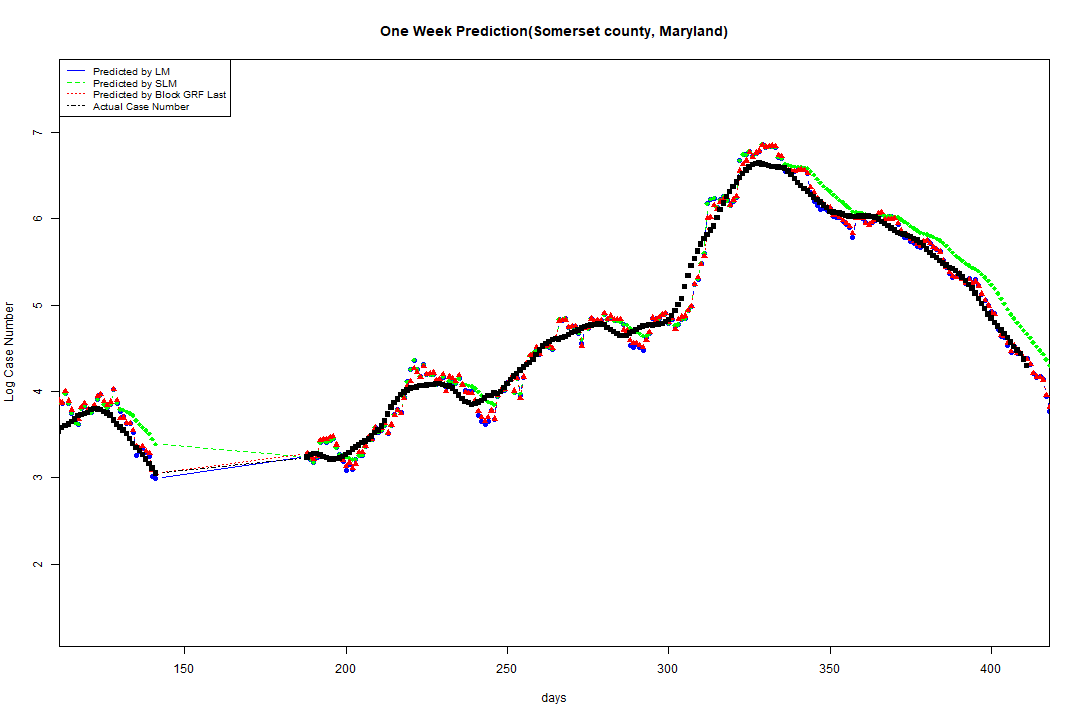 One Week Prediction(Somerset county, Maryland)
Predicted by LM
Predicted by SLM
Predicted by Block GRF Last
Actual Case Number
7
6
5
4
3
2
Log Case Number
150 200 250 300 350 400
days